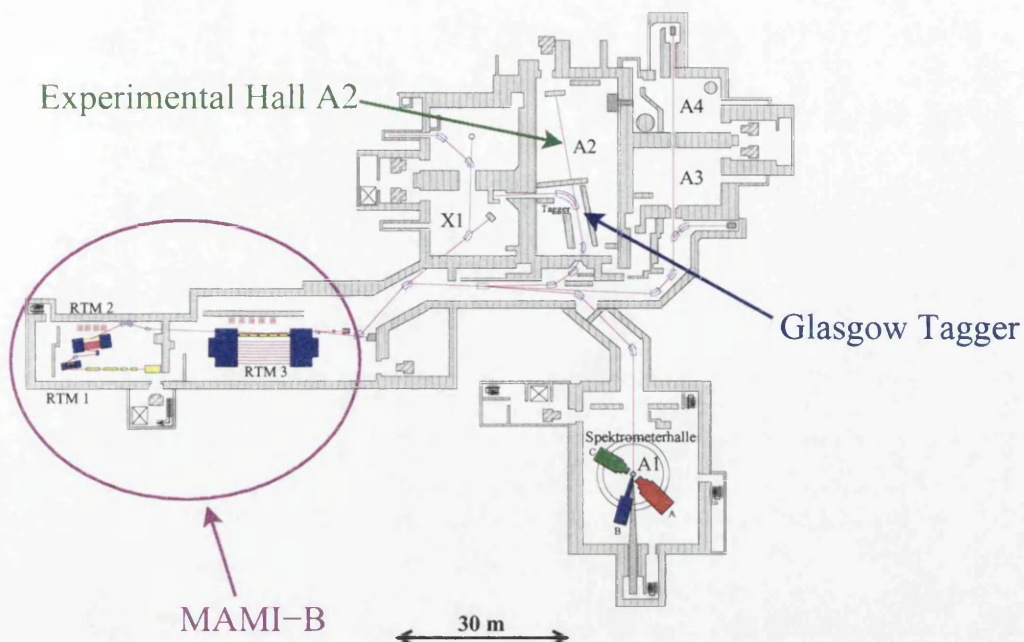 Experimental Hall A2
A4
A2
A3
X1
Tagger
RTM 2
Glasgow Tagger
RTM 3
RTM 1
Spektrometerhalle
C
A1
B
A
MAMI-B
30 m